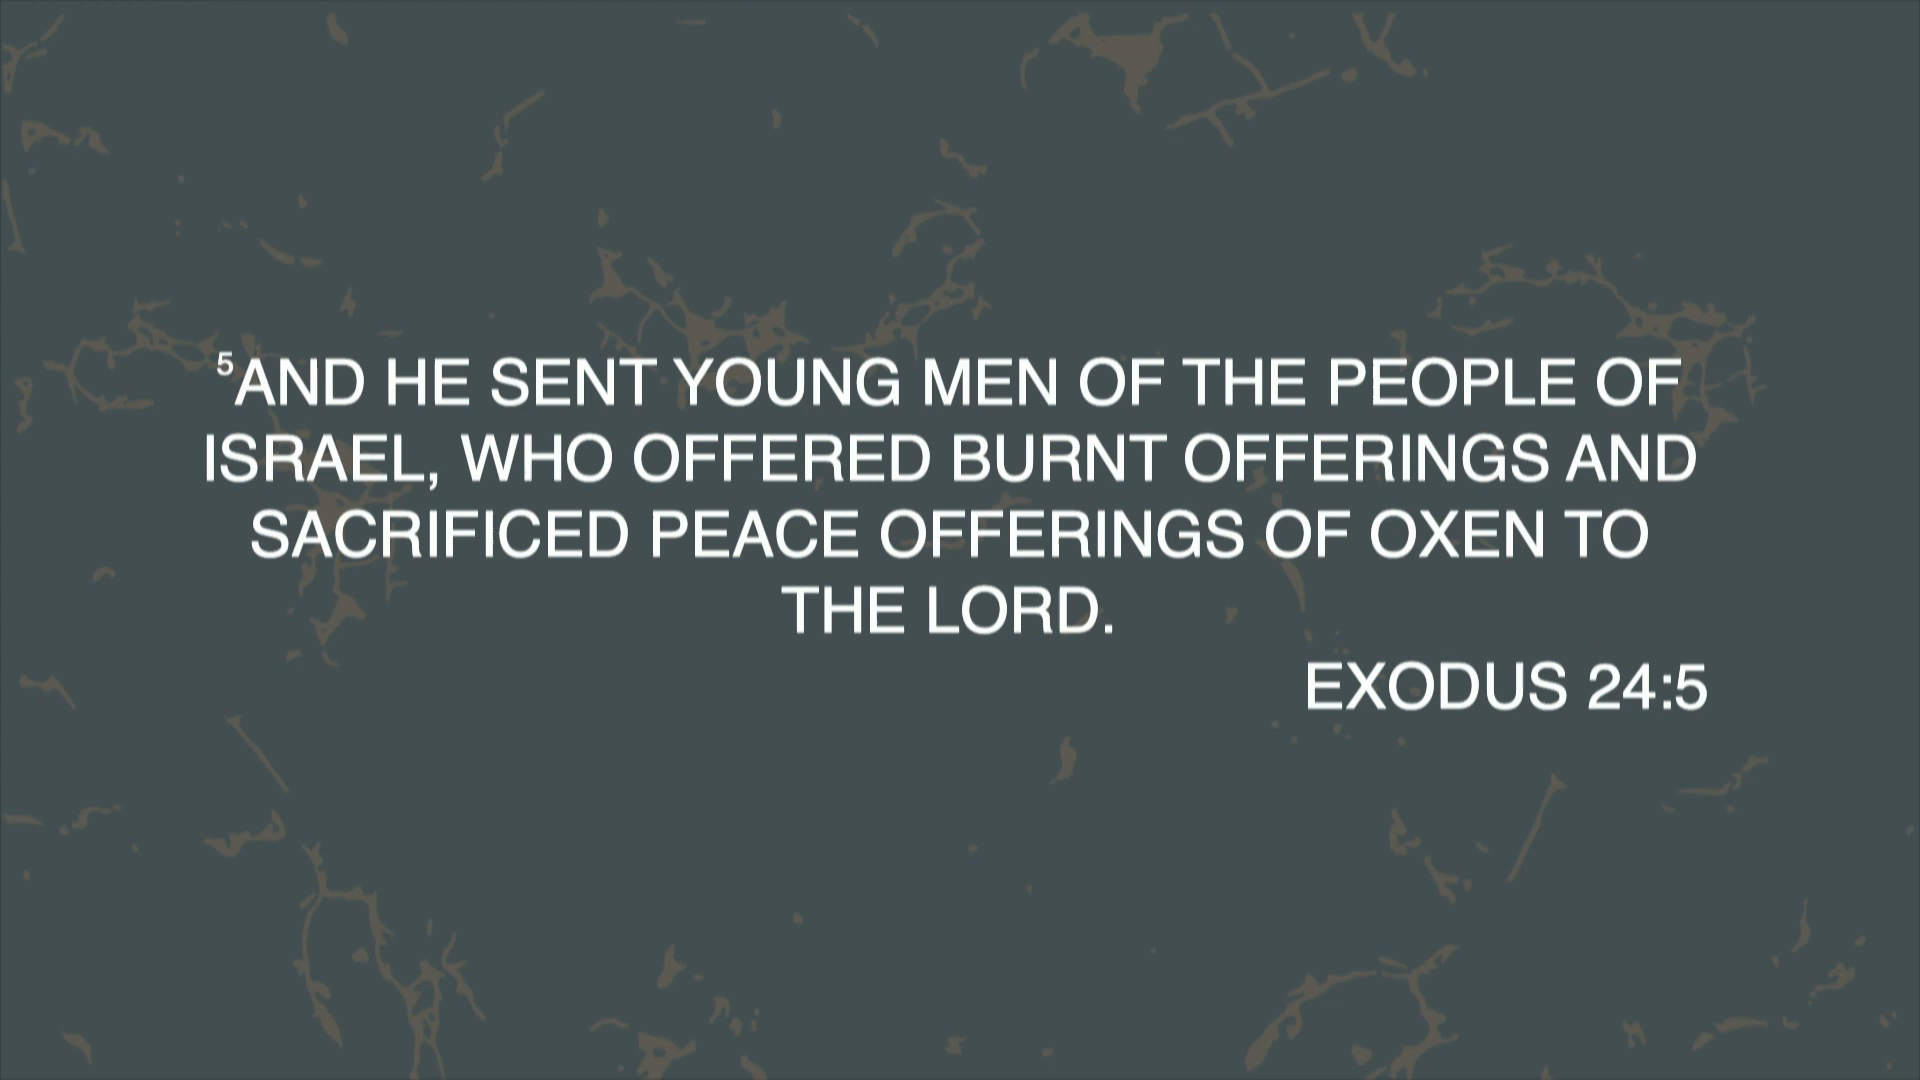 ⁵AND HE SENT YOUNG MEN OF THE PEOPLE OF
ISRAEL, WHO OFFERED BURNT OFFERINGS AND
SACRIFICED PEACE OFFERINGS OF OXEN TO
THE LORD.
EXODUS 24:5